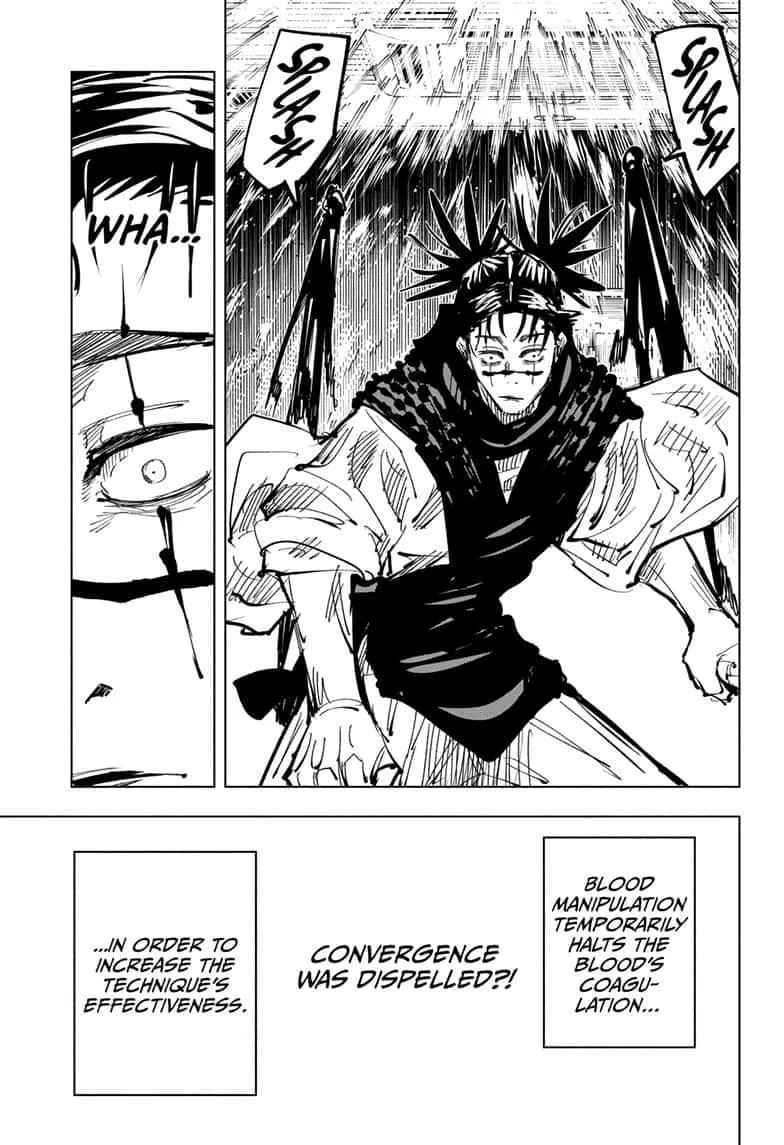 SPLASH
SPLASH
WHA...
BLOOD
MANIPULATION
TEMPORARILY
HALTS THE
BLOOD'S
COAGU-
LATION...
CONVERGENCE
WAS DISPELLED?!
...IN ORDER TO
INCREASE THE
TECHNIQUE'S
EFFECTIVENESS.